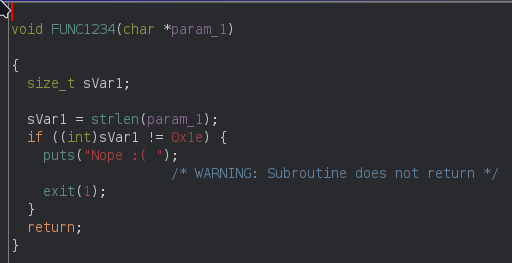 void FUNC1234(char *param_1)
{
size_t sVar1;
sVar1 = strlen(param_1);
if ((int)sVar1 != 0x1e) {
puts("Nope :( ");
/* WARNING: Subroutine does not return */
exit(1);
}
return;
}